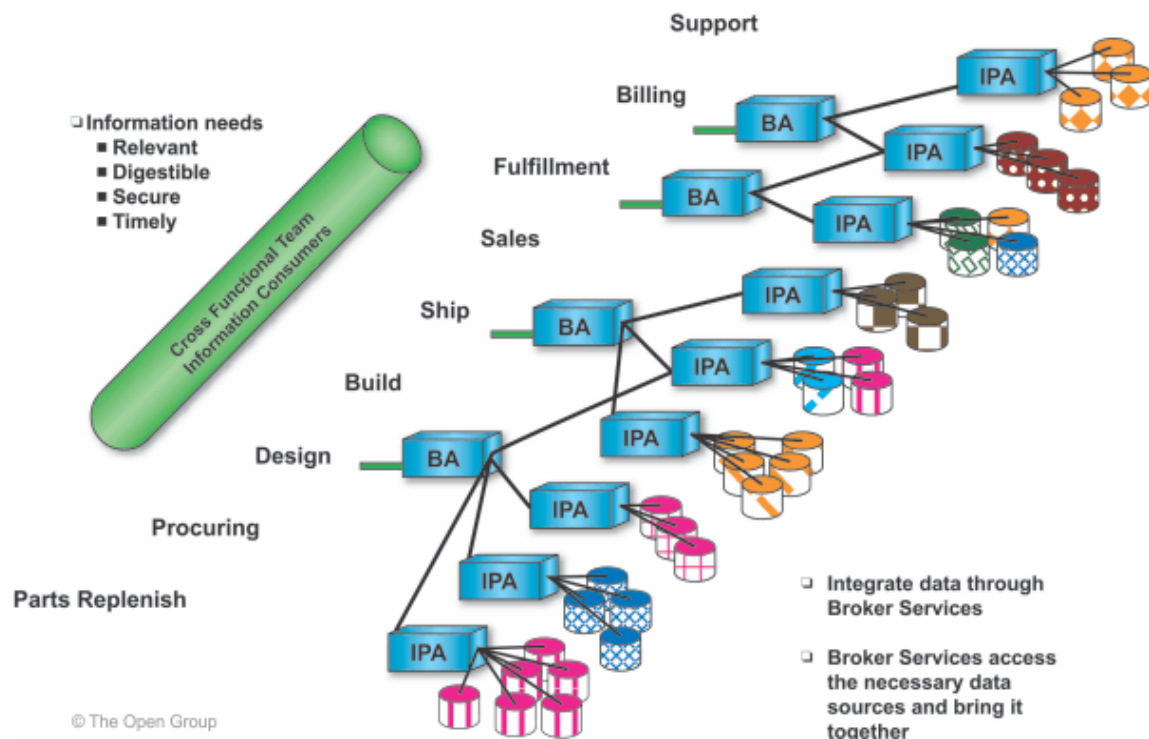 Support
IPA
Billing
❑ Information needs
■ Relevant
■ Digestible
■ Secure
■ Timely
BA
IPA
Fulfillment
BA
IPA
Sales
Cross Functional Team
Information Consumers
IPA
Ship
BA
IPA
Build
IPA
Design
BA
IPA
Procuring
IPA
Parts Replenish
IPA
❑ Integrate data through
Broker Services
❑ Broker Services access
the necessary data
sources and bring it
together
© The Open Group